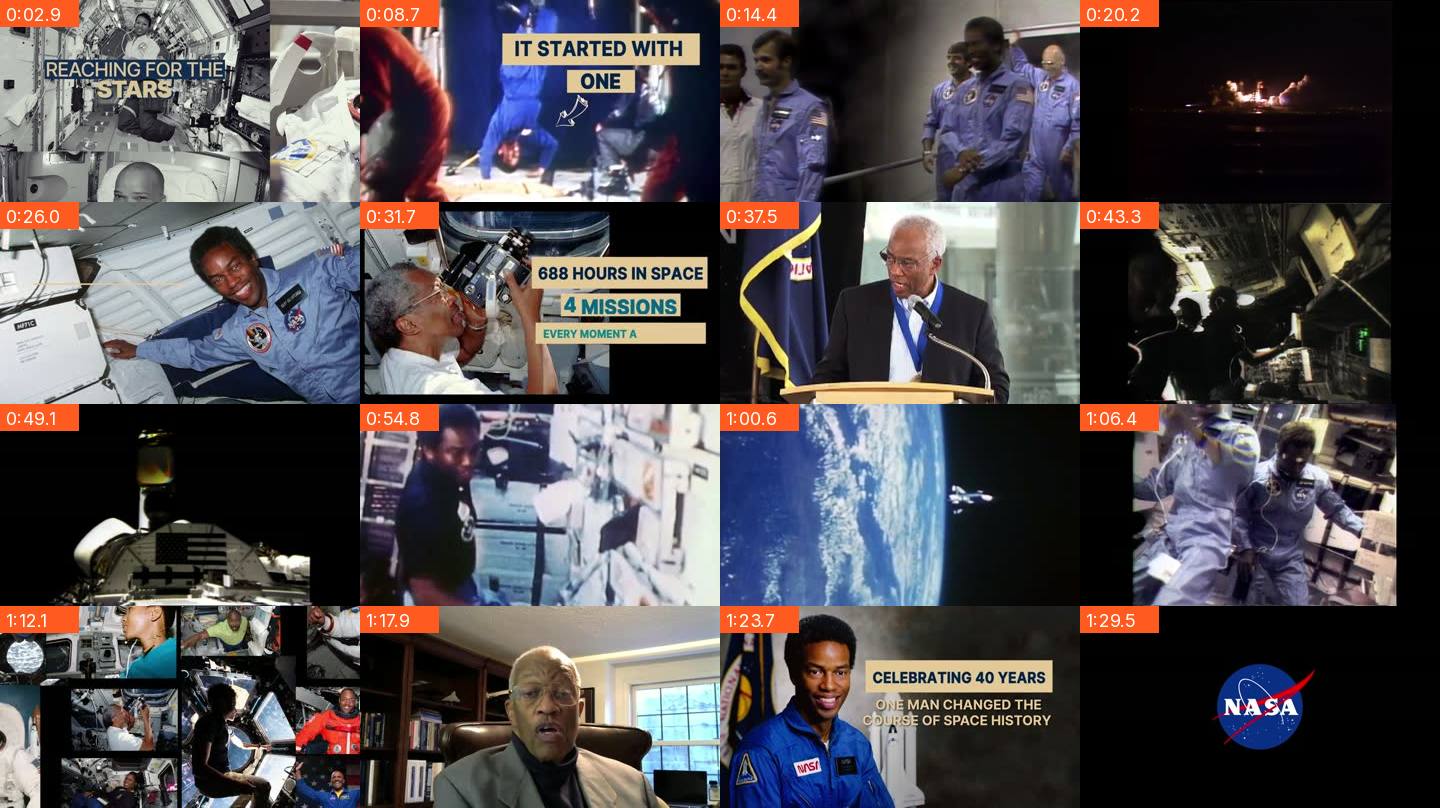 0:02.9
REACHING FOR THE
STARS
0:08.7
IT STARTED WITH
ONE
0:14.4
0:20.2
0:26.0
0:31.7
688 HOURS IN SPACE
4 MISSIONS
EVERY MOMENT A
0:37.5
0:43.3
0:49.1
0:54.8
1:00.6
1:06.4
1:12.1
1:17.9
1:23.7
CELEBRATING 40 YEARS
ONE MAN CHANGED THE
COURSE OF SPACE HISTORY
NASA
1:29.5
NASA